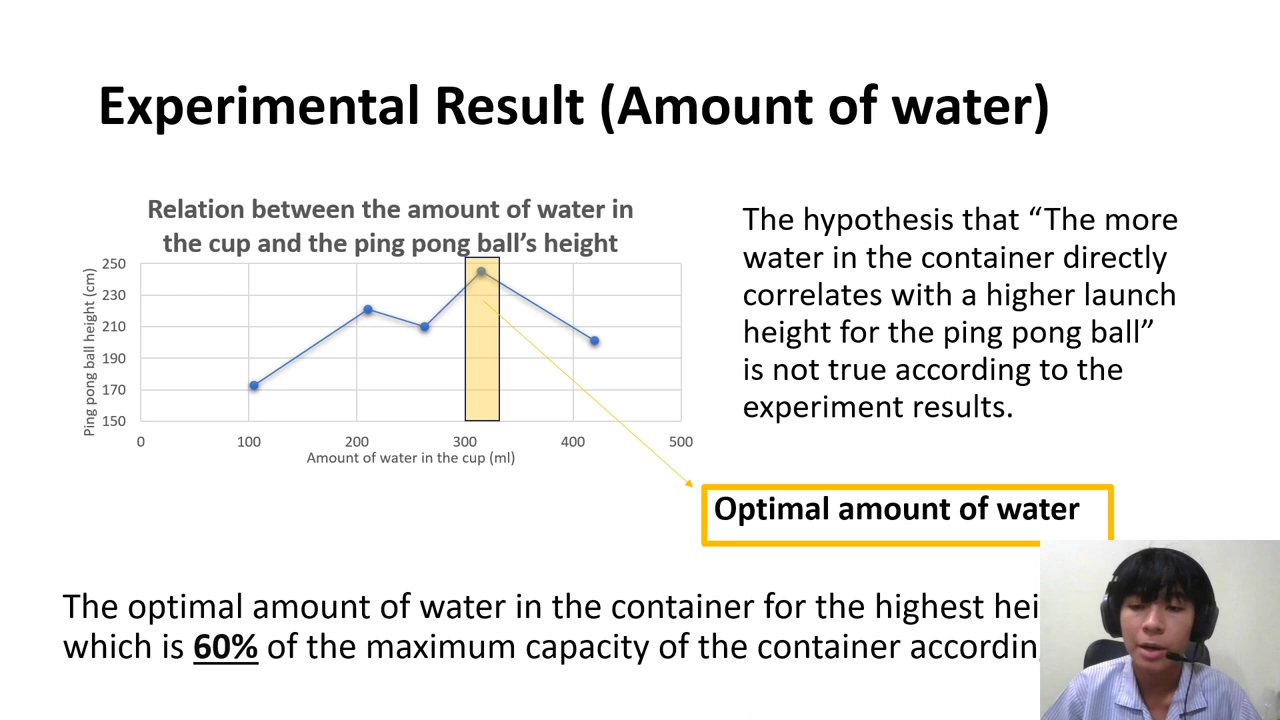 Experimental Result (Amount of water)
Relation between the amount of water in
the cup and the ping pong ball's height
Ping pong ball height (cm)
250
230
210
190
170
150
0
100
200
300
400
500
Amount of water in the cup (ml)
The hypothesis that “The more
water in the container directly
correlates with a higher launch
height for the ping pong ball”
is not true according to the
experiment results.
Optimal amount of water
The optimal amount of water in the container for the highest
which is 60% of the maximum capacity of the container